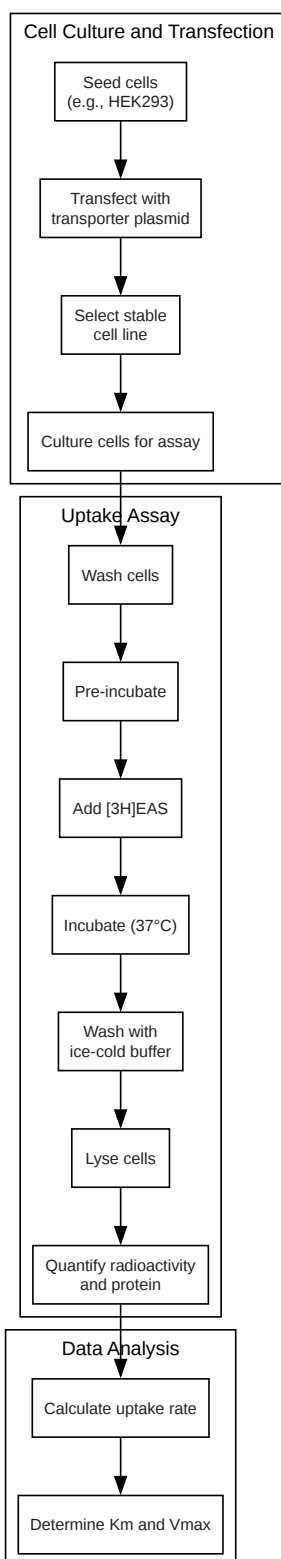 Cell Culture and Transfection
Seed cells
(e.g., HEK293)
Transfect with
transporter plasmid
Select stable
cell line
Culture cells for assay
Uptake Assay
Wash cells
Pre-incubate
Add [3H]EAS
Incubate (37°C)
Wash with
ice-cold buffer
Lyse cells
Quantify radioactivity
and protein
Data Analysis
Calculate uptake rate
Determine Km and Vmax